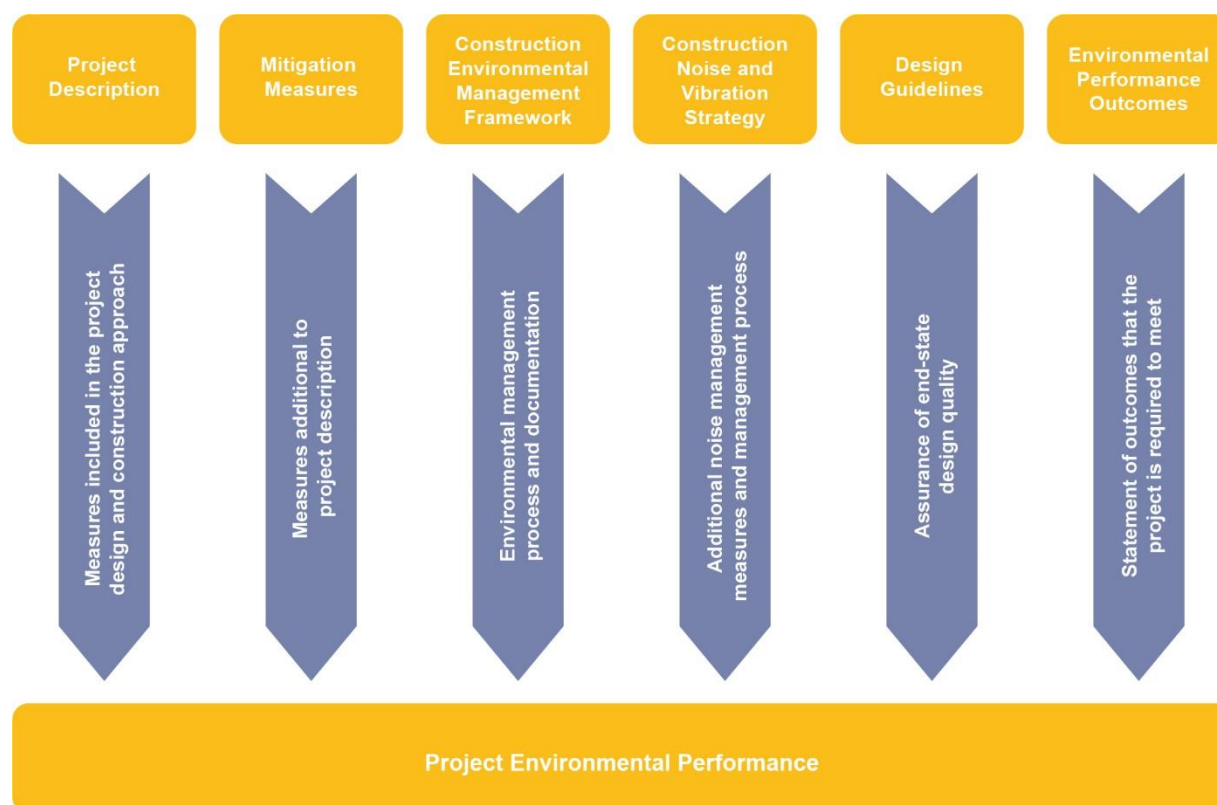 Project
Description
Mitigation
Measures
Construction
Environmental
Management
Framework
Construction
Noise and
Vibration
Strategy
Design
Guidelines
Environmental
Performance
Outcomes
Measures included in the project
design and construction approach
Measures additional to
project description
Environmental management
process and documentation
Additional noise management
measures and management process
Assurance of end-state
design quality
Statement of outcomes that the
project is required to meet
Project Environmental Performance